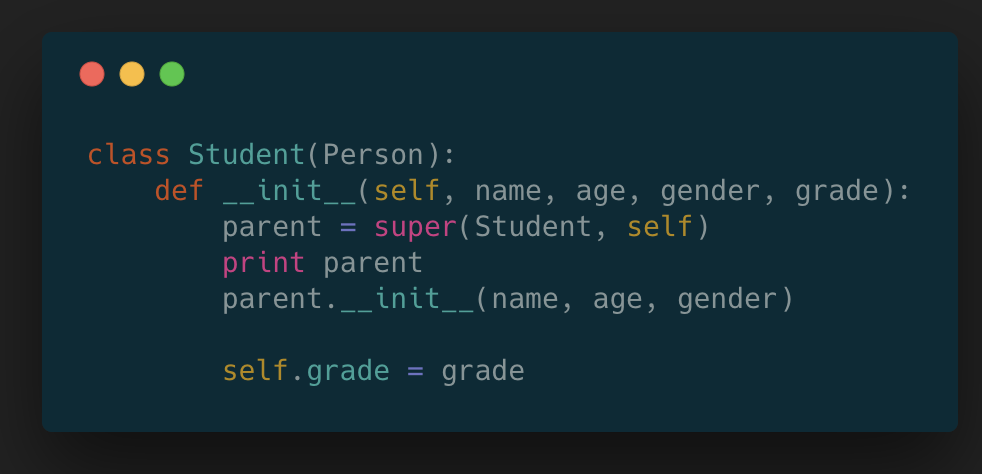 class Student(Person):
    def __init__(self, name, age, gender, grade):
        parent = super(Student, self)
        print parent
        parent.__init__(name, age, gender)

        self.grade = grade